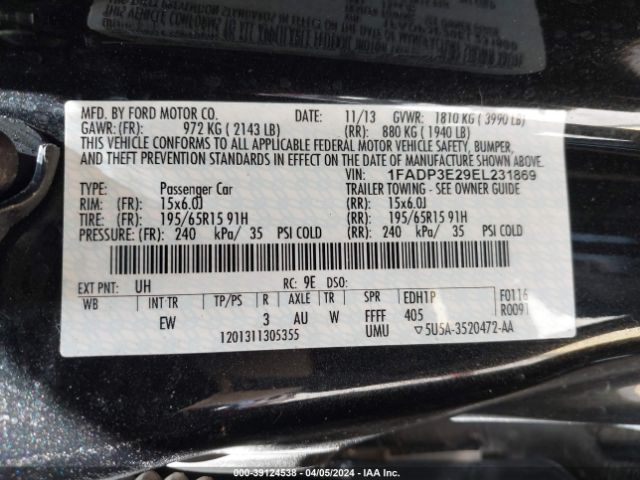 MFD. BY FORD MOTOR CO. DATE: 11/13 GVWR: 1810 KG ( 3990 LB)
GAWR: (FR): 972 KG ( 2143 LB) (RR): 880 KG ( 1940 LB)
THIS VEHICLE CONFORMS TO ALL APPLICABLE FEDERAL MOTOR VEHICLE SAFETY, BUMPER,
AND THEFT PREVENTION STANDARDS IN EFFECT ON THE DATE OF MANUFACTURE SHOWN ABOVE.
VIN: 1FADP3E29EL231869
TYPE: Passenger Car TRAILER TOWING - SEE OWNER GUIDE
RIM: (FR): 15x6.0J (RR): 15x6.0J
TIRE: (FR): 195/65R15 91H (RR): 195/65R15 91H
PRESSURE: (FR): 240 kPa/ 35 PSI COLD (RR): 240 kPa/ 35 PSI COLD
EXT PNT: UH RC: 9E DSO:
WB INT TR TP/PS R AXLE TR SPR EDH1P F0116
EW 3 AU W FFFF 405 R0091
1201311305355 UMU ▽5U5A-3520472-AA
000-39124538 - 04/05/2024 - IAA Inc.